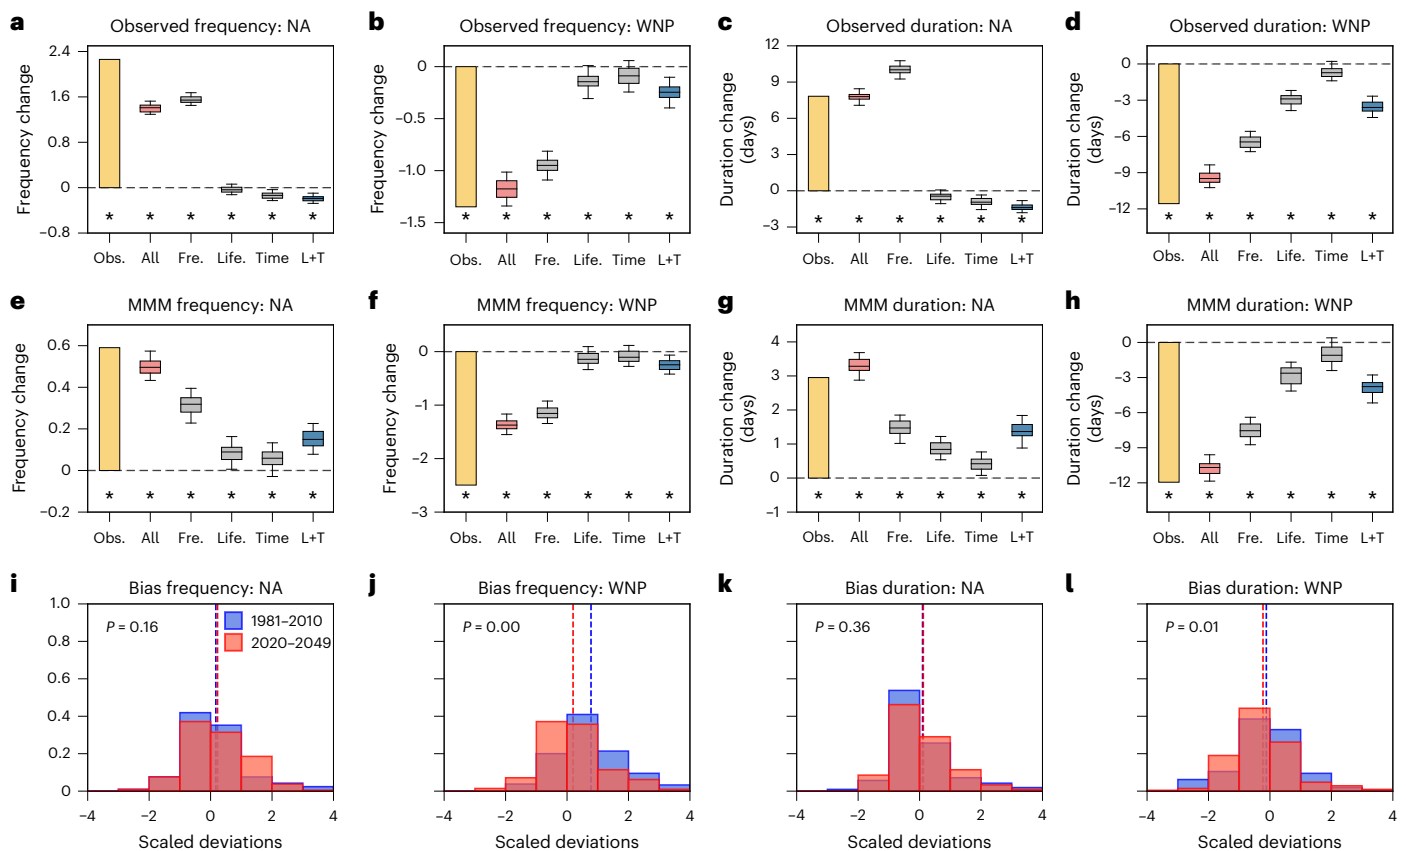 a Observed frequency: NA
Frequency change
2.4
1.6
0.8
0
–0.8
* * * * * *
Obs. All Fre. Life. Time L+T
b Observed frequency: WNP
Frequency change
0
–0.5
–1.0
–1.5
* * * * * *
Obs. All Fre. Life. Time L+T
c Observed duration: NA
Duration change
(days)
12
9
6
3
0
–3
* * * * * *
Obs. All Fre. Life. Time L+T
d Observed duration: WNP
Duration change
(days)
0
–3
–6
–9
–12
* * * * * *
Obs. All Fre. Life. Time L+T
e MMM frequency: NA
Frequency change
0.6
0.4
0.2
0
–0.2
* * * * * *
Obs. All Fre. Life. Time L+T
f MMM frequency: WNP
Frequency change
0
–1
–2
–3
* * * * * *
Obs. All Fre. Life. Time L+T
g MMM duration: NA
Duration change
(days)
4
3
2
1
0
–1
* * * * * *
Obs. All Fre. Life. Time L+T
h MMM duration: WNP
Duration change
(days)
0
–3
–6
–9
–12
* * * * * *
Obs. All Fre. Life. Time L+T
i Bias frequency: NA
1.0
0.8
0.6
0.4
0.2
0
P = 0.16
1981–2010
2020–2049
–4 –2 0 2 4
Scaled deviations
j Bias frequency: WNP
P = 0.00
–4 –2 0 2 4
Scaled deviations
k Bias duration: NA
P = 0.36
–4 –2 0 2 4
Scaled deviations
l Bias duration: WNP
P = 0.01
–4 –2 0 2 4
Scaled deviations